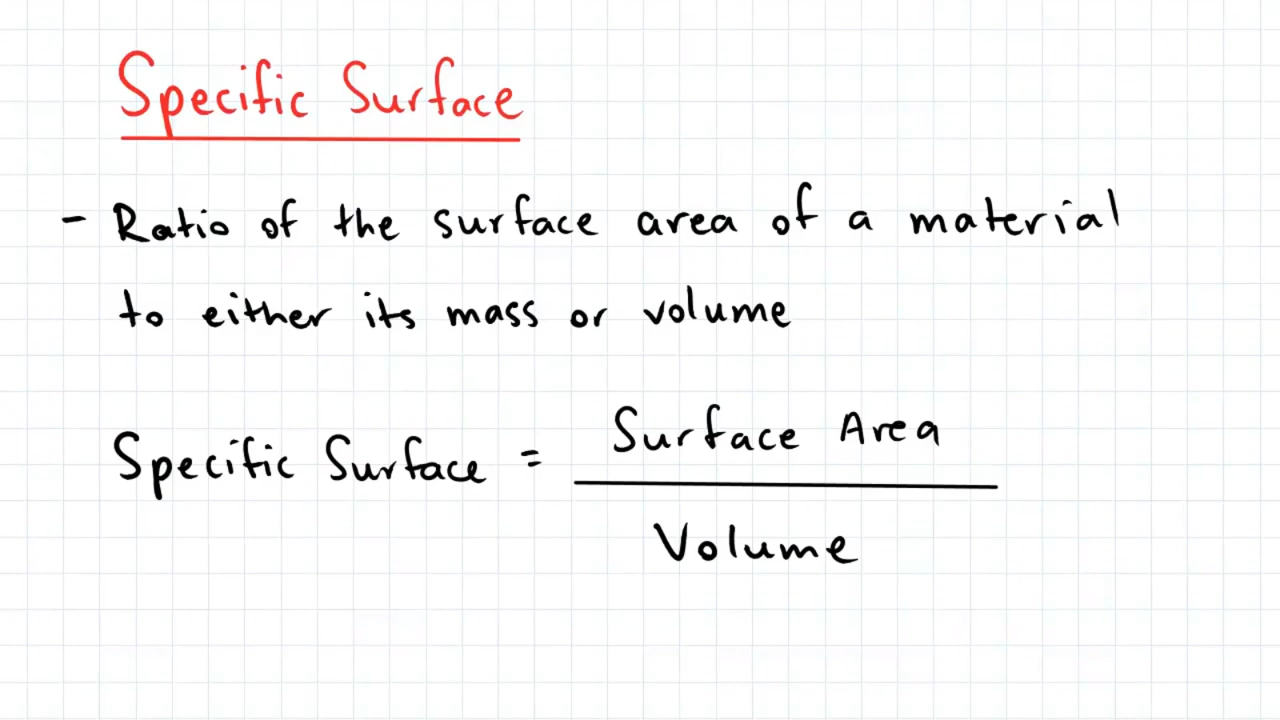 Specific Surface
- Ratio of the surface area of a material
to either its mass or volume
Specific Surface = Surface Area
Volume